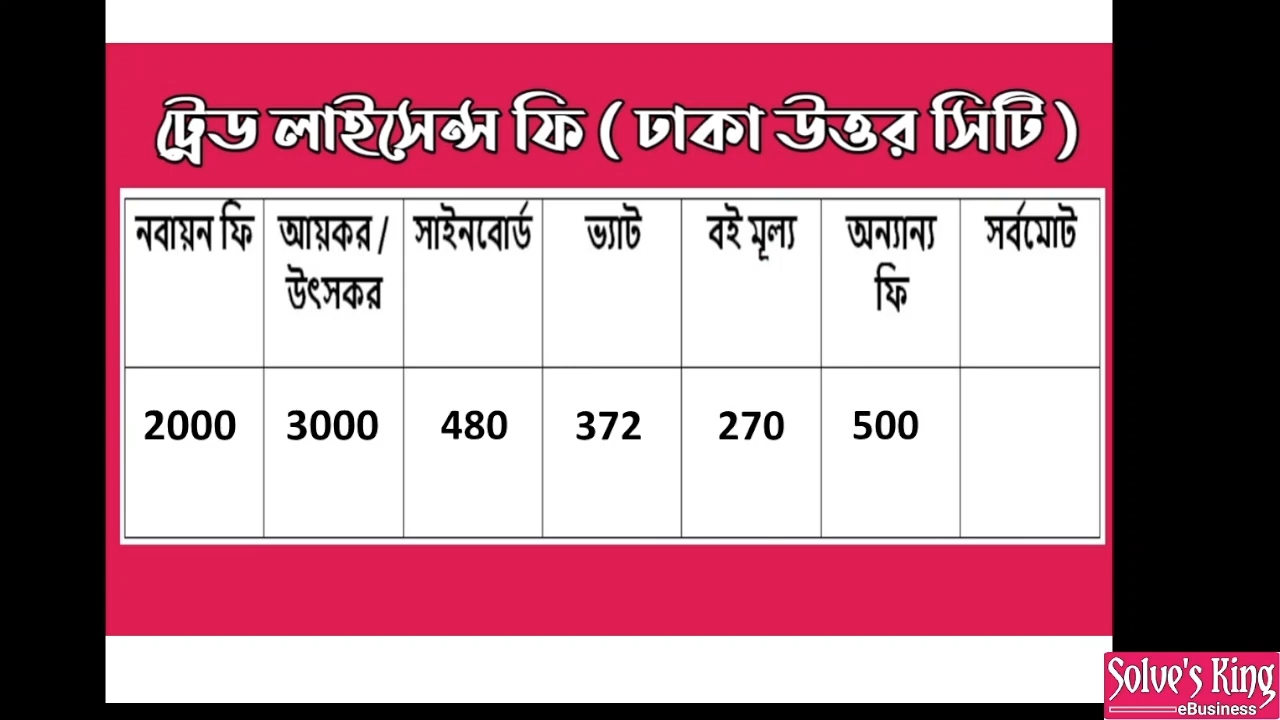 ট্রেড লাইসেন্স ফি ( ঢাকা উত্তর সিটি )
নবায়ন ফি আয়কর / উৎসকর সাইনবোর্ড ভ্যাট বই মূল্য অন্যান্য ফি সর্বমোট
2000 3000 480 372 270 500
Solve's King
eBusiness